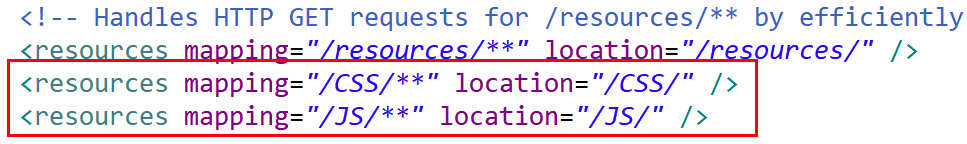 <!-- Handles HTTP GET requests for /resources/** by efficiently
<resources mapping="/resources/**" location="/resources/" />
<resources mapping="/CSS/**" location="/CSS/" />
<resources mapping="/JS/**" location="/JS/" />